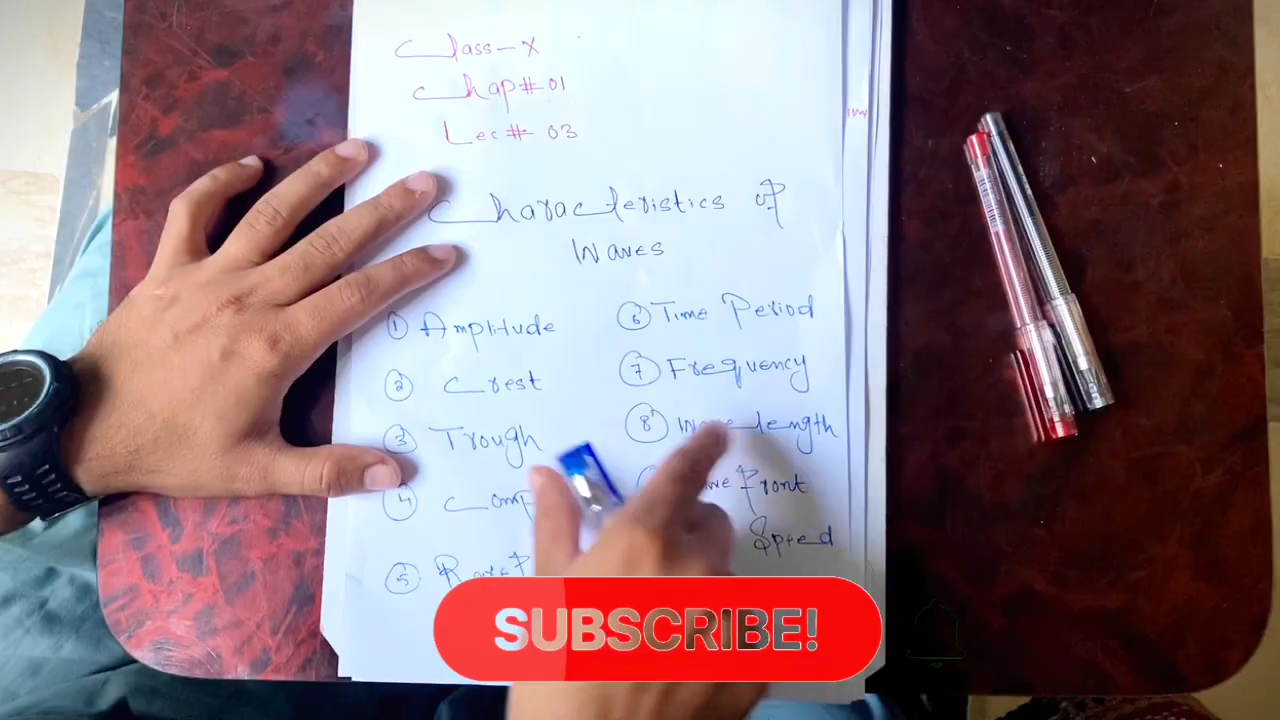 Class-X
Chap# 01
Lec# 03
Characteristics of
Waves
① Amplitude
② Crest
③ Trough
④ Comp
⑤
⑥ Time Period
⑦ Frequency
⑧ Wavelength
Front
Speed
SUBSCRIBE!